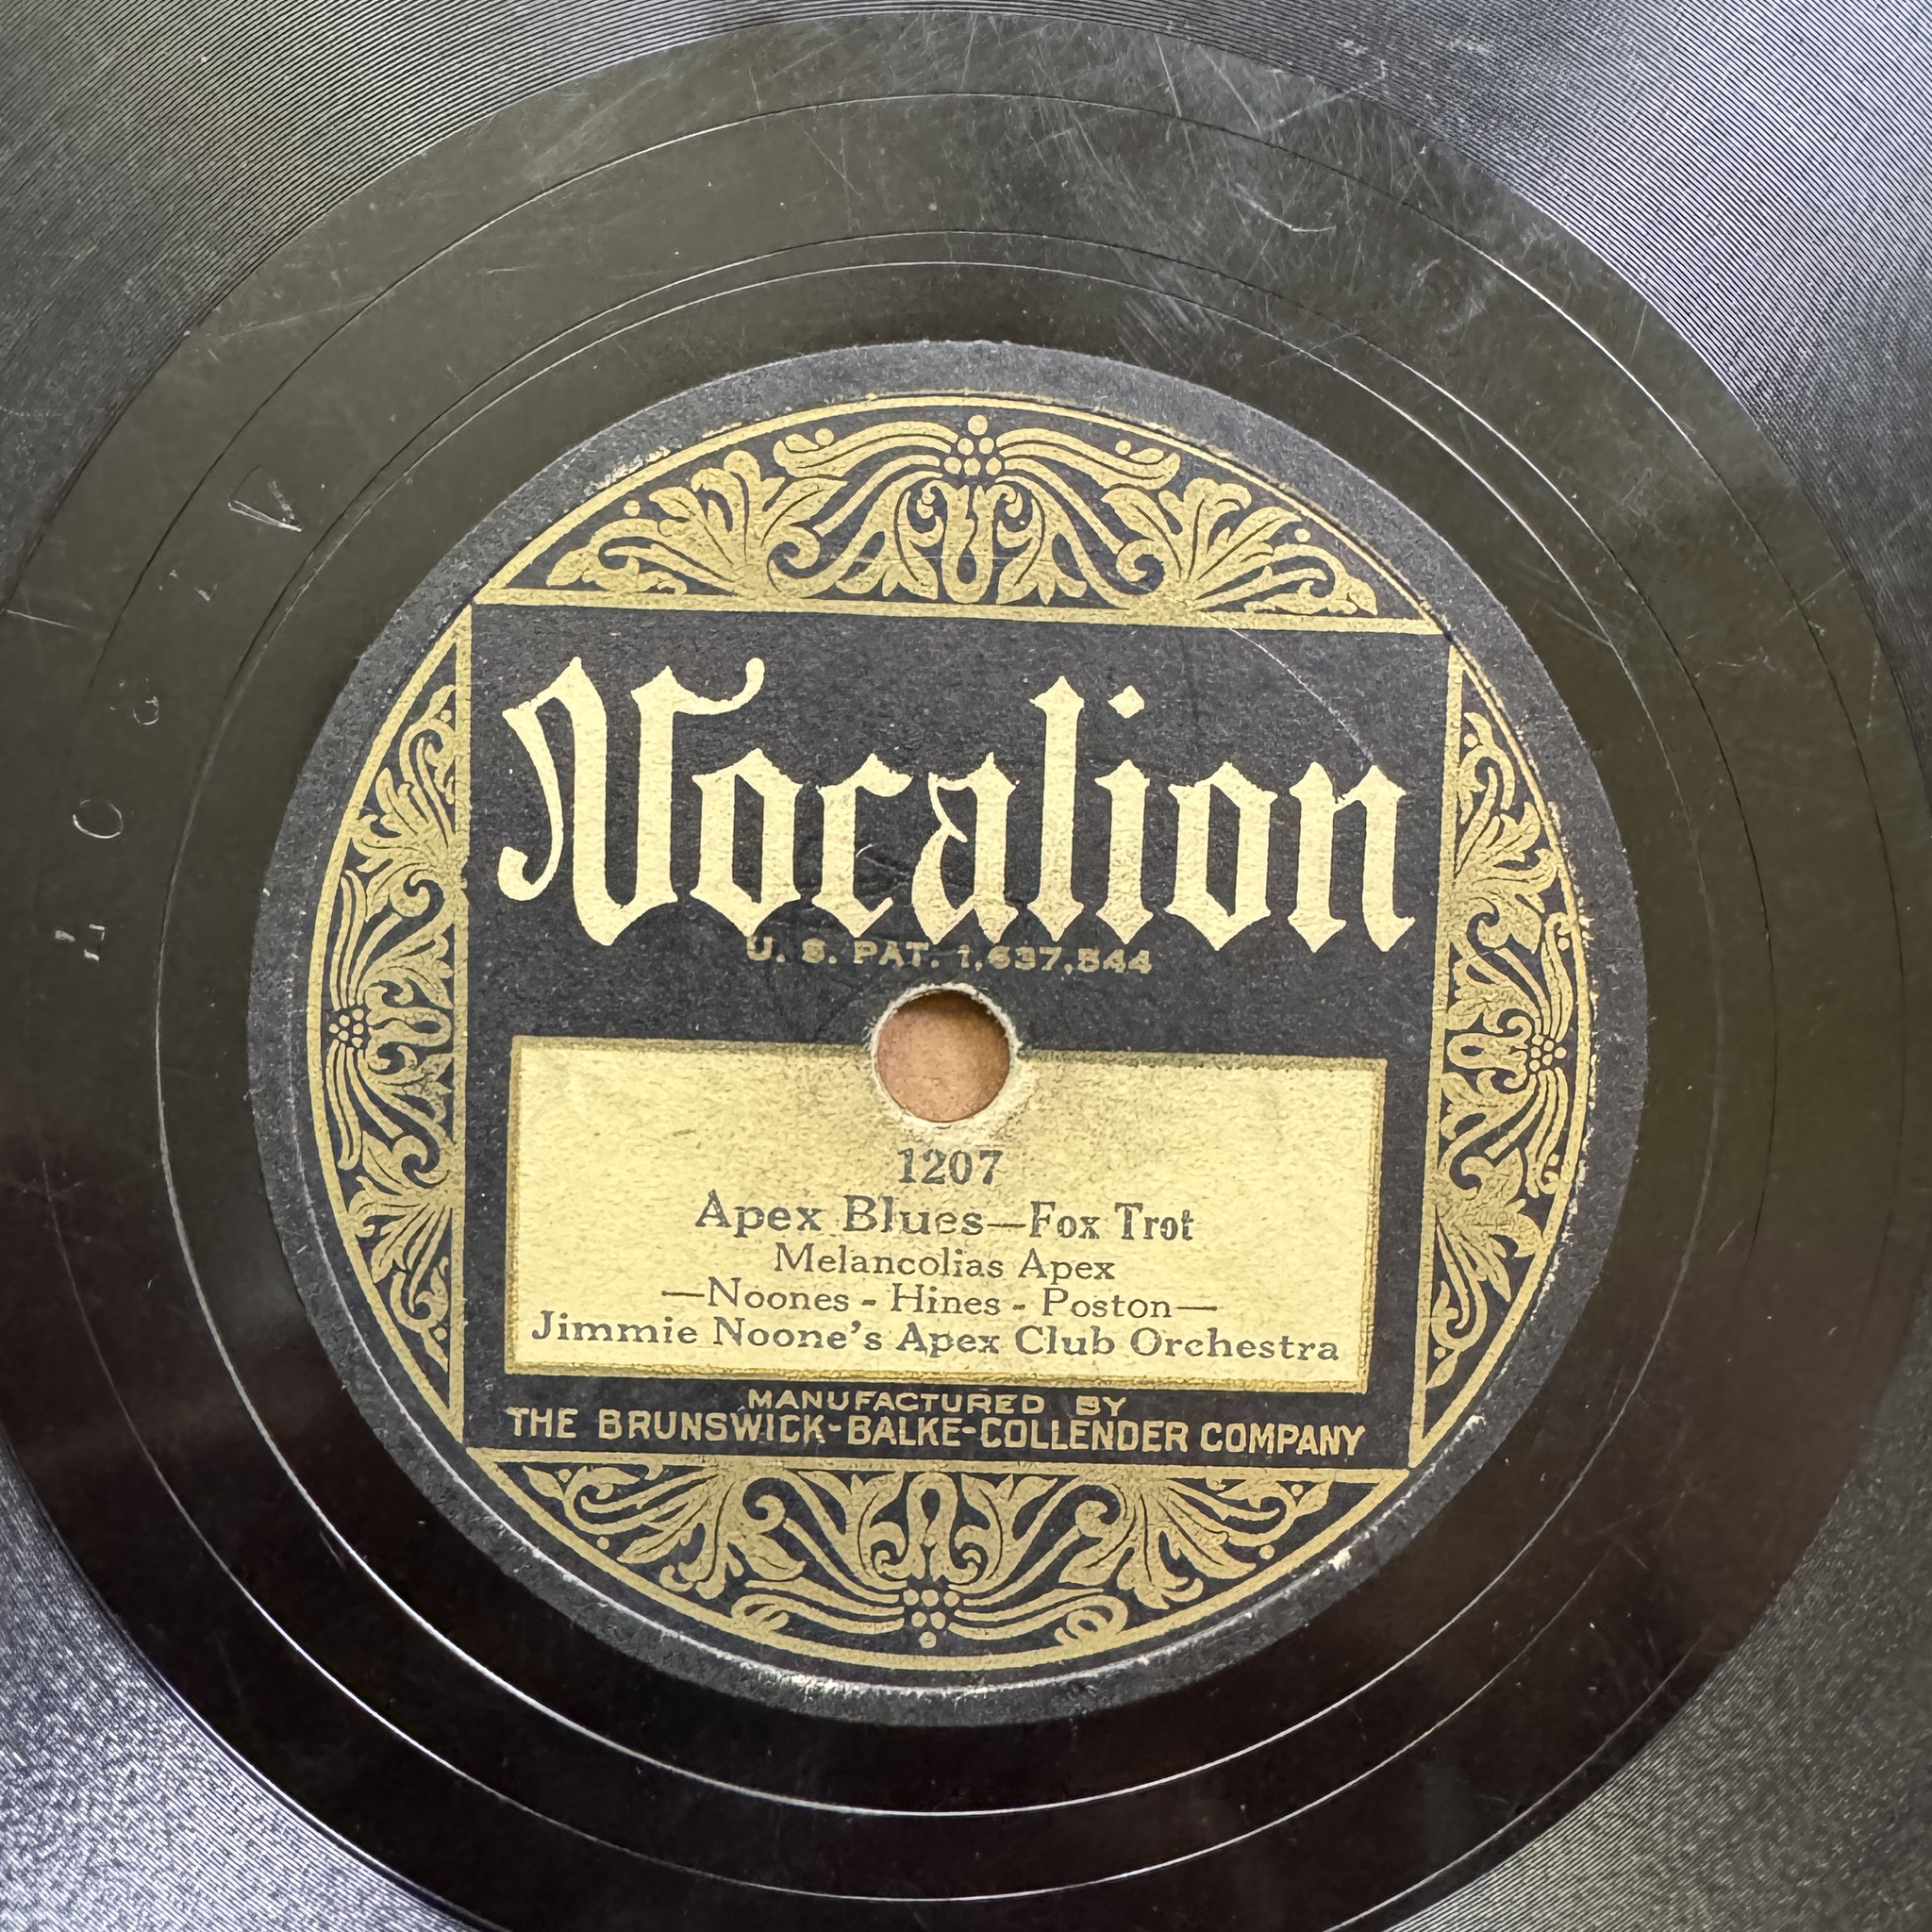 Vocalion
U. S. PAT. 1,637,544
1207
Apex Blues—Fox Trot
Melancolias Apex
—Noones - Hines - Poston—
Jimmie Noone's Apex Club Orchestra
MANUFACTURED BY
THE BRUNSWICK-BALKE-COLLENDER COMPANY